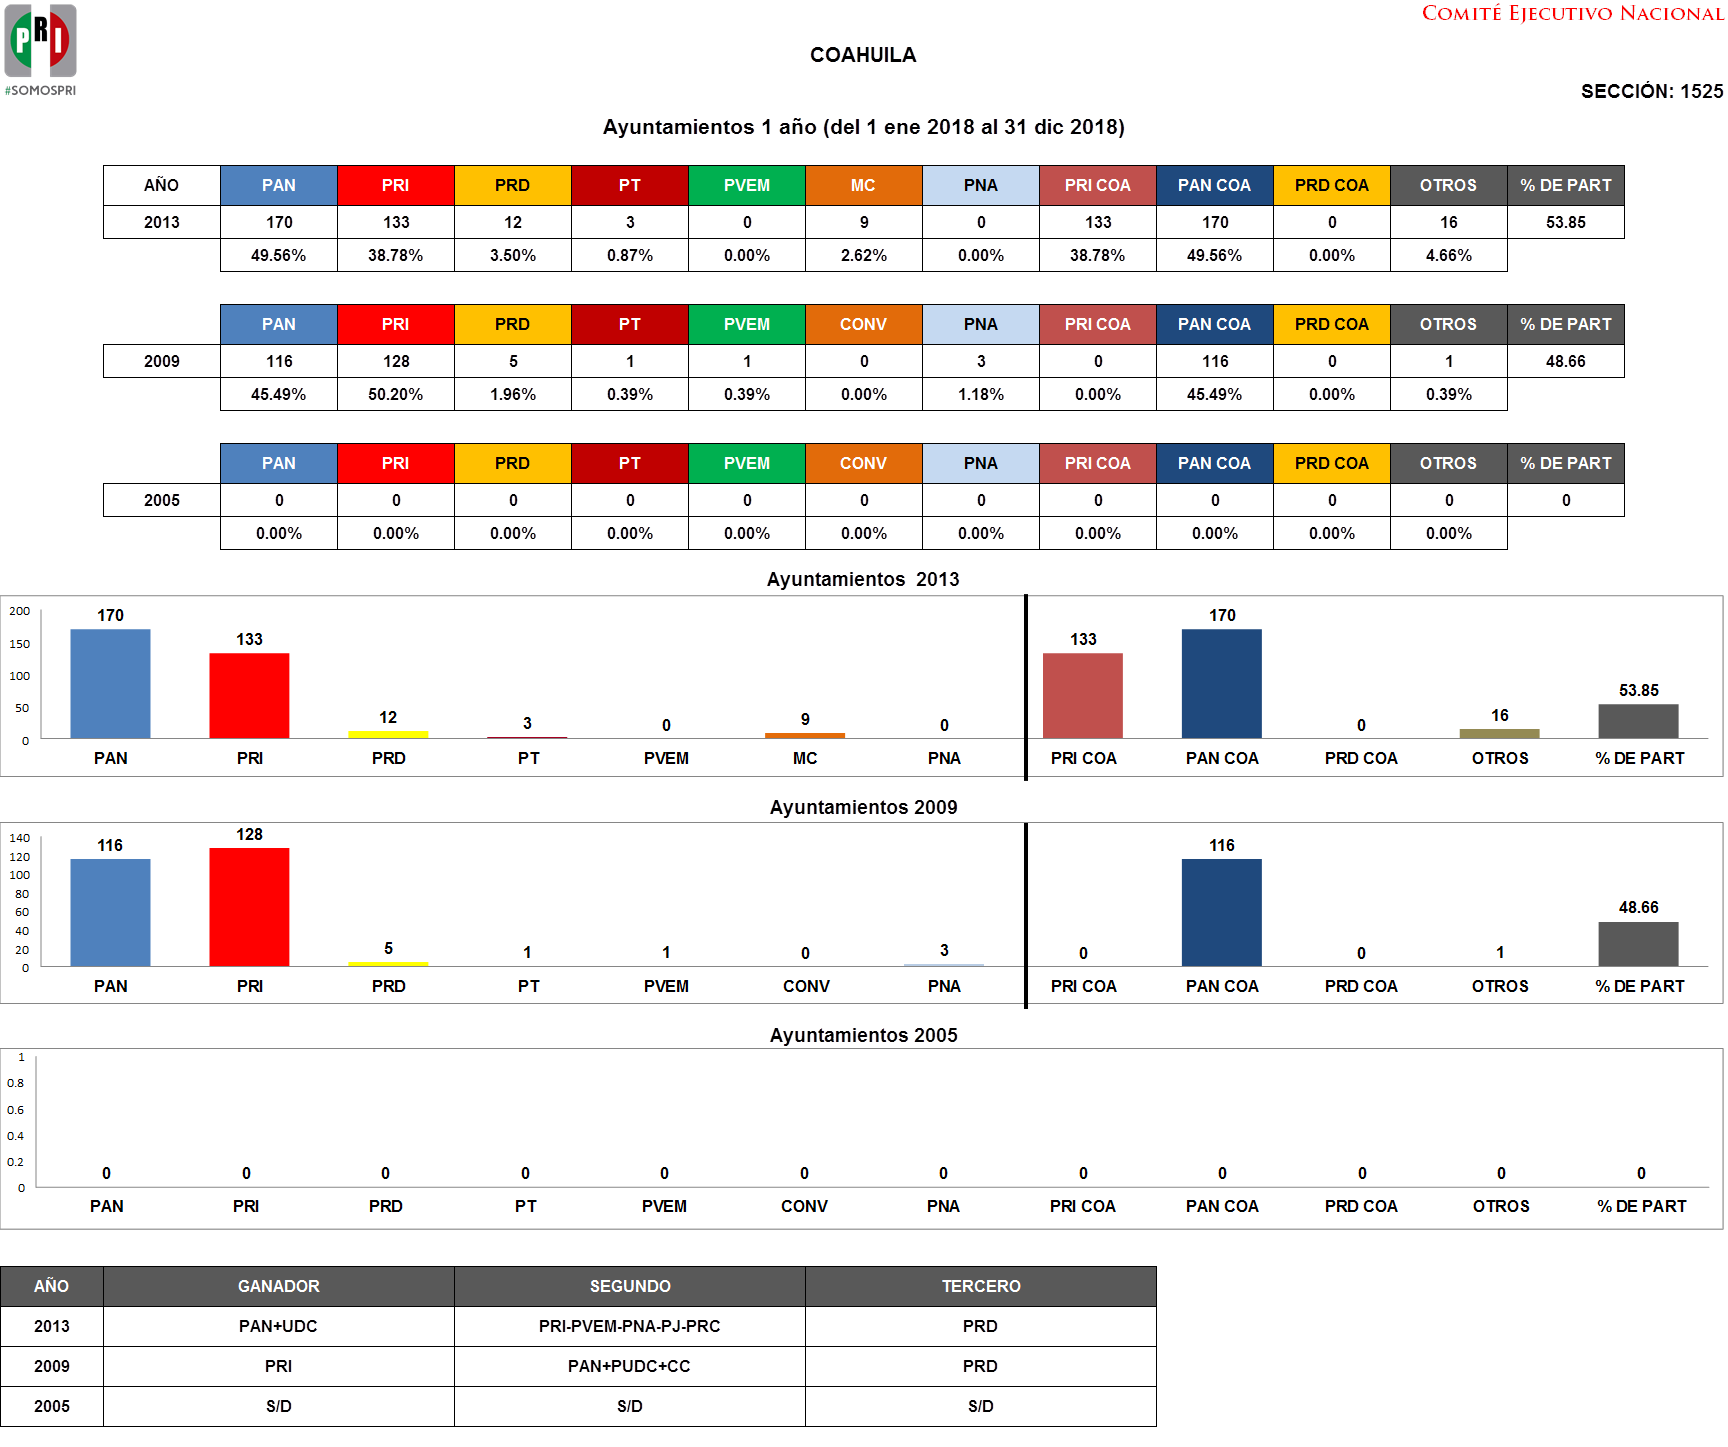 COMITÉ EJECUTIVO NACIONAL
PRI
#SOMOSPRI
COAHUILA
SECCIÓN: 1525
Ayuntamientos 1 año (del 1 ene 2018 al 31 dic 2018)
AÑO PAN PRI PRD PT PVEM MC PNA PRI COA PAN COA PRD COA OTROS % DE PART
2013 170 133 12 3 0 9 0 133 170 0 16 53.85
49.56% 38.78% 3.50% 0.87% 0.00% 2.62% 0.00% 38.78% 49.56% 0.00% 4.66%
PAN PRI PRD PT PVEM CONV PNA PRI COA PAN COA PRD COA OTROS % DE PART
2009 116 128 5 1 1 0 3 0 116 0 1 48.66
45.49% 50.20% 1.96% 0.39% 0.39% 0.00% 1.18% 0.00% 45.49% 0.00% 0.39%
PAN PRI PRD PT PVEM CONV PNA PRI COA PAN COA PRD COA OTROS % DE PART
2005 0 0 0 0 0 0 0 0 0 0 0 0
0.00% 0.00% 0.00% 0.00% 0.00% 0.00% 0.00% 0.00% 0.00% 0.00% 0.00%
Ayuntamientos 2013
200
150
100
50
0
170 133 12 3 0 9 0 133 170 0 16 53.85
PAN PRI PRD PT PVEM MC PNA PRI COA PAN COA PRD COA OTROS % DE PART
Ayuntamientos 2009
140
120
100
80
60
40
20
0
116 128 5 1 1 0 3 0 116 0 1 48.66
PAN PRI PRD PT PVEM CONV PNA PRI COA PAN COA PRD COA OTROS % DE PART
Ayuntamientos 2005
1
0.8
0.6
0.4
0.2
0
0 0 0 0 0 0 0 0 0 0 0 0
PAN PRI PRD PT PVEM CONV PNA PRI COA PAN COA PRD COA OTROS % DE PART
AÑO GANADOR SEGUNDO TERCERO
2013 PAN+UDC PRI-PVEM-PNA-PJ-PRC PRD
2009 PRI PAN+PUDC+CC PRD
2005 S/D S/D S/D